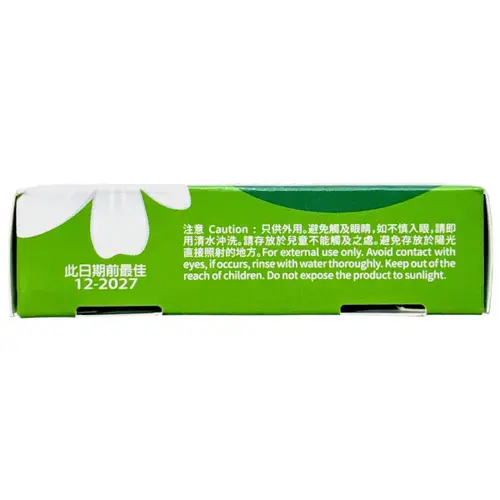 注意 Caution : 只供外用。避免觸及眼睛，如不慎入眼，請即
用清水沖洗。請存放於兒童不能觸及之處。避免存放於陽光
直接照射的地方。For external use only. Avoid contact with
eyes, if occurs, rinse with water thoroughly. Keep out of the
reach of children. Do not expose the product to sunlight.
此日期前最佳
12-2027